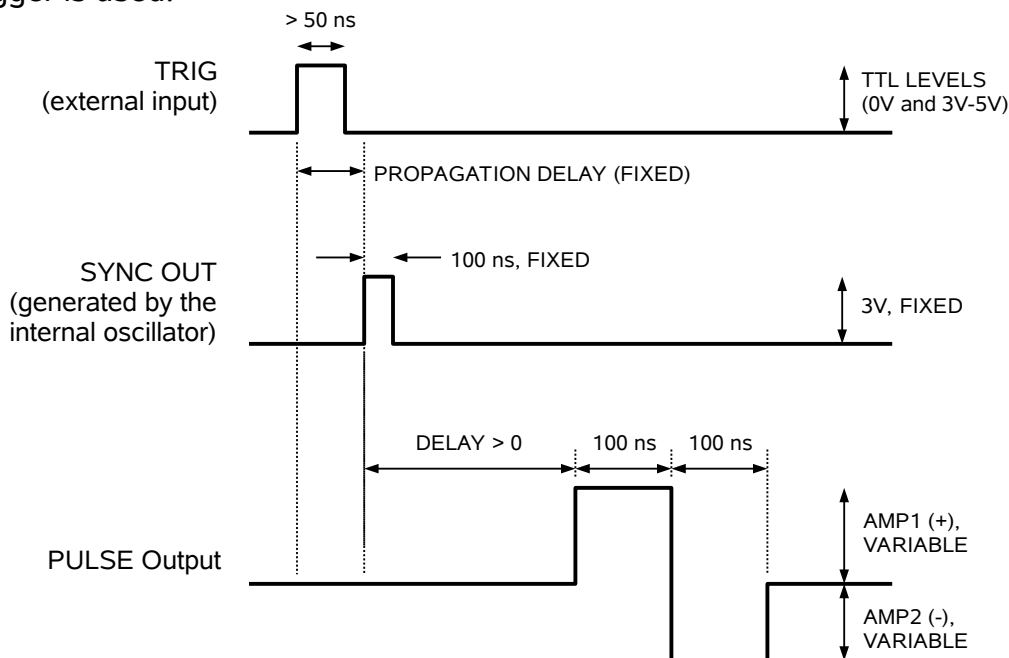 > 50 ns
TRIG
(external input)
TTL LEVELS
(0V and 3V-5V)
PROPAGATION DELAY (FIXED)
100 ns, FIXED
SYNC OUT
(generated by the
internal oscillator)
3V, FIXED
DELAY > 0
100 ns
100 ns
AMP1 (+),
VARIABLE
PULSE Output
AMP2 (-),
VARIABLE